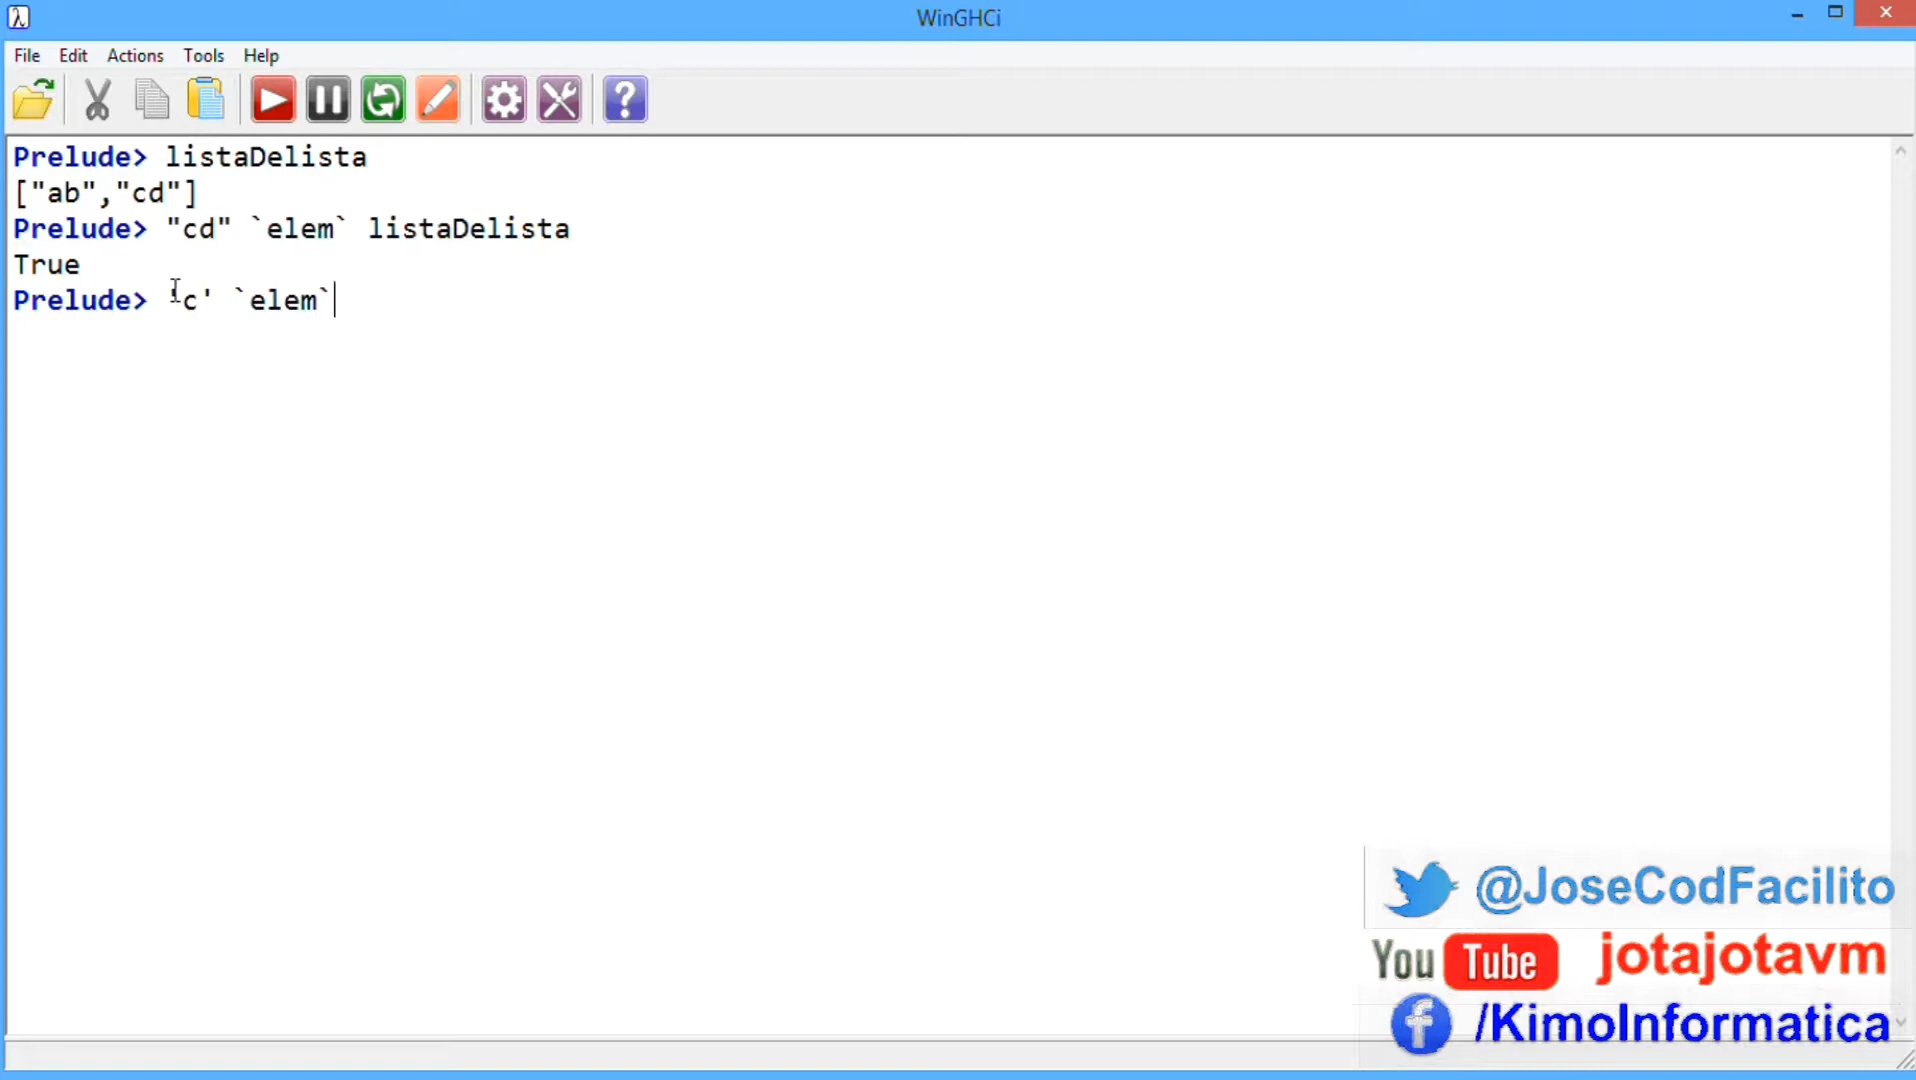 WinGHCi
File Edit Actions Tools Help
Prelude> listaDelista
["ab","cd"]
Prelude> "cd" `elem` listaDelista
True
Prelude> 'c' `elem`
@JoseCodFacilito
You Tube jotajotavm
/KimoInformatica